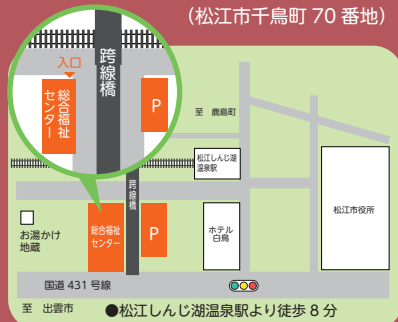 (松江市千鳥町 70 番地)
跨線橋
入口
総合福祉
センター
P
至 鹿島町
松江しんじ湖
温泉駅
跨線橋
松江市役所
お湯かけ
地蔵
総合福祉
センター
P
ホテル
白鳥
国道 431 号線
至 出雲市
●松江しんじ湖温泉駅より徒歩 8 分